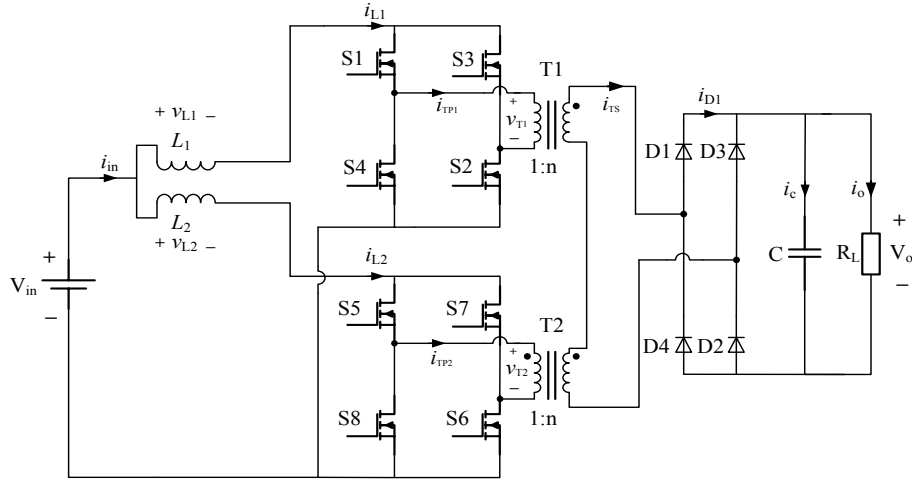 i_L1
S1
S3
T1
i_TP1
+
v_T1
−
i_TS
i_D1
+ v_L1 −
L_1
D1
D3
i_in
S4
S2
1:n
i_c
i_o
L_2
+ v_L2 −
i_L2
+
V_in
−
C
R_L
+
V_o
−
S5
S7
T2
D4
D2
i_TP2
+
v_T2
−
S8
S6
1:n